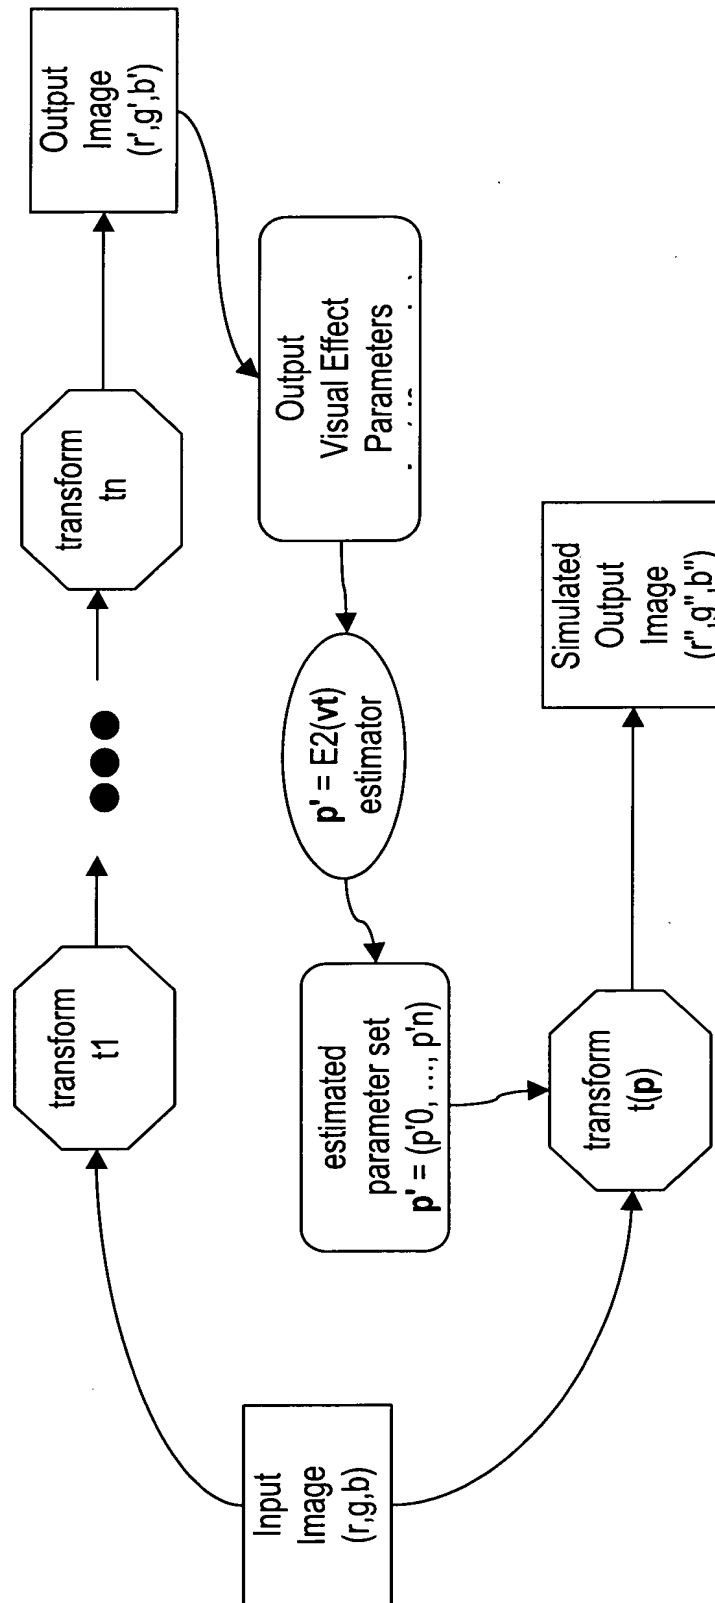 Input
Image
(r,g,b)
transform
t1
transform
tn
Output
Image
(r',g',b')
Output
Visual Effect
Parameters
p' = E2(vt)
estimator
estimated
parameter set
p' = (p'0, ..., p'n)
transform
t(p)
Simulated
Output
Image
(r",g",b")